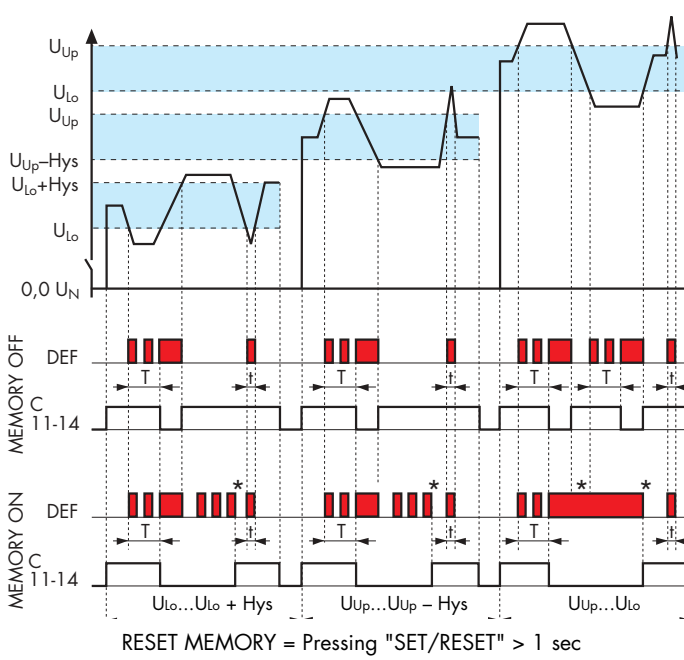 U_Up
U_Lo
U_Up
U_Up–Hys
U_Lo+Hys
U_Lo
0,0 U_N
MEMORY OFF
DEF
T t T t T T t
C
11-14
MEMORY ON
* * * *
DEF
T t T t T t
C
11-14
U_Lo...U_Lo + Hys U_Up...U_Up – Hys U_Up...U_Lo
RESET MEMORY = Pressing "SET/RESET" > 1 sec